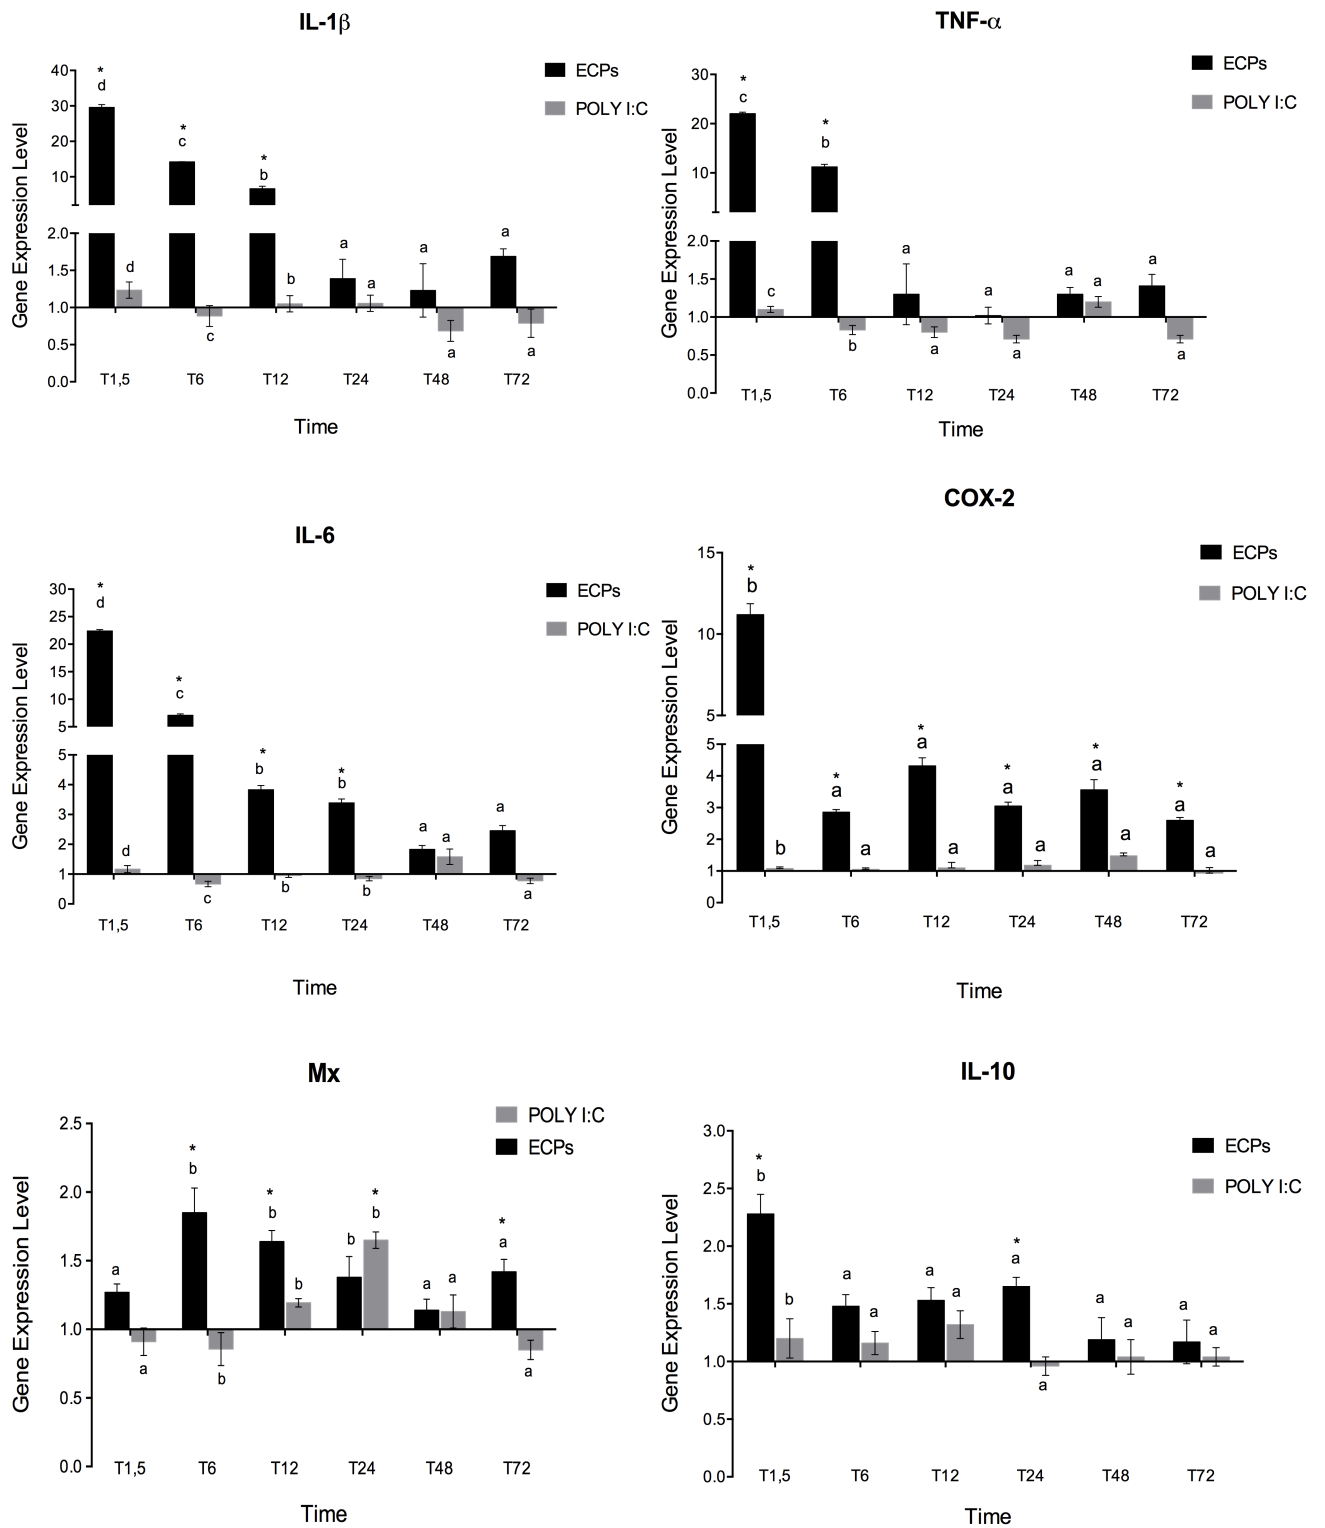 IL-1β
Gene Expression Level
40
30
20
10
2.0
1.5
1.0
0.5
0.0
ECPs
POLY I:C
* * *
d c b a a a
d c b a a a
T1,5 T6 T12 T24 T48 T72
Time
TNF-α
Gene Expression Level
30
20
10
2.0
1.5
1.0
0.5
0.0
ECPs
POLY I:C
* *
c b a a a a
c b a a a a
T1,5 T6 T12 T24 T48 T72
Time
IL-6
Gene Expression Level
30
25
20
15
10
5
5
4
3
2
1
0
ECPs
POLY I:C
* * * *
d c b b a a
d c b b a a
T1,5 T6 T12 T24 T48 T72
Time
COX-2
Gene Expression Level
15
10
5
5
4
3
2
1
0
ECPs
POLY I:C
* * * * * *
b a a a a a
b a a a a a
T1,5 T6 T12 T24 T48 T72
Time
Mx
Gene Expression Level
2.5
2.0
1.5
1.0
0.5
0.0
POLY I:C
ECPs
* * * *
a b b b a a
a b b b a a
T1,5 T6 T12 T24 T48 T72
Time
IL-10
Gene Expression Level
3.0
2.5
2.0
1.5
1.0
0.5
0.0
ECPs
POLY I:C
* *
b a a a a a
b a a a a a
T1,5 T6 T12 T24 T48 T72
Time